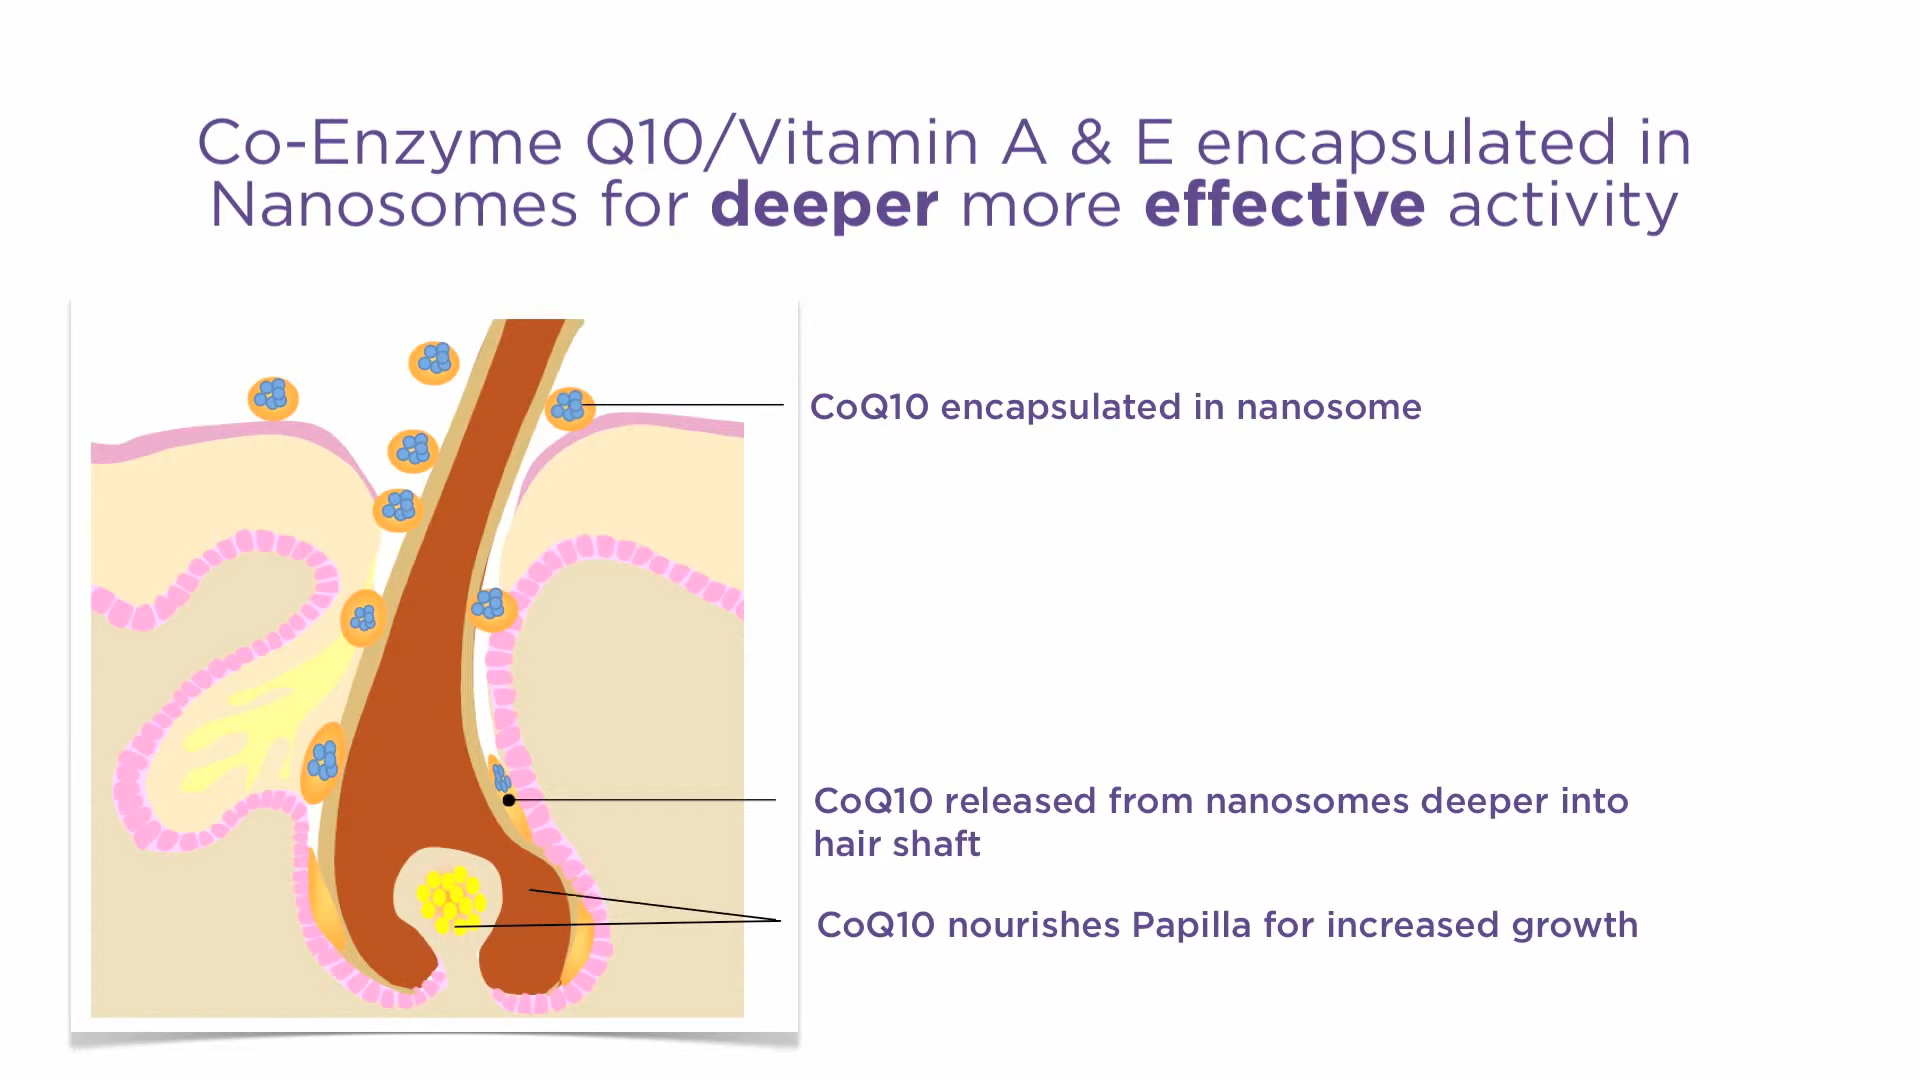 Co-Enzyme Q10/Vitamin A & E encapsulated in
Nanosomes for deeper more effective activity
CoQ10 encapsulated in nanosome
CoQ10 released from nanosomes deeper into
hair shaft
CoQ10 nourishes Papilla for increased growth